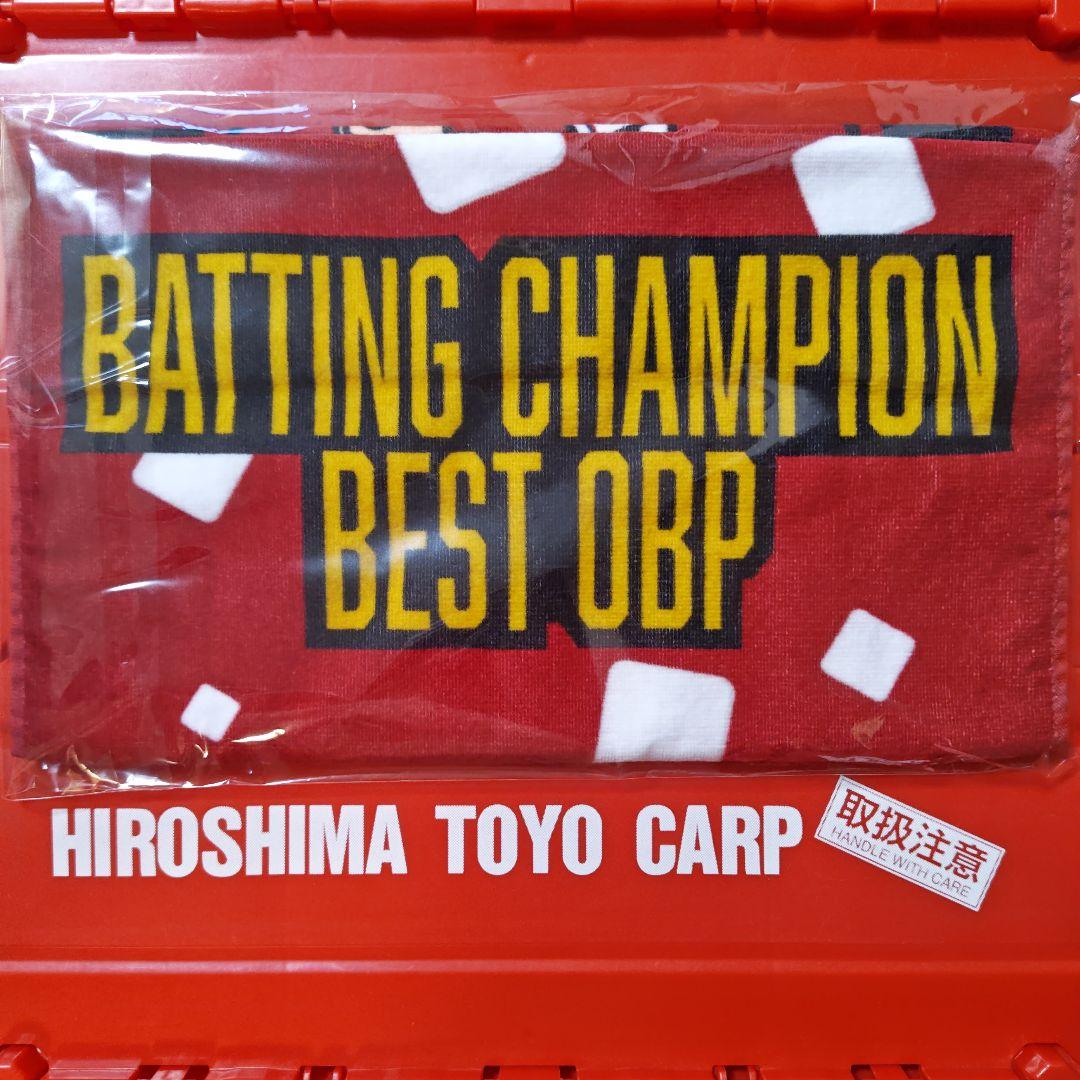 BATTING CHAMPION
BEST OBP
HIROSHIMA TOYO CARP
取扱注意
HANDLE WITH CARE